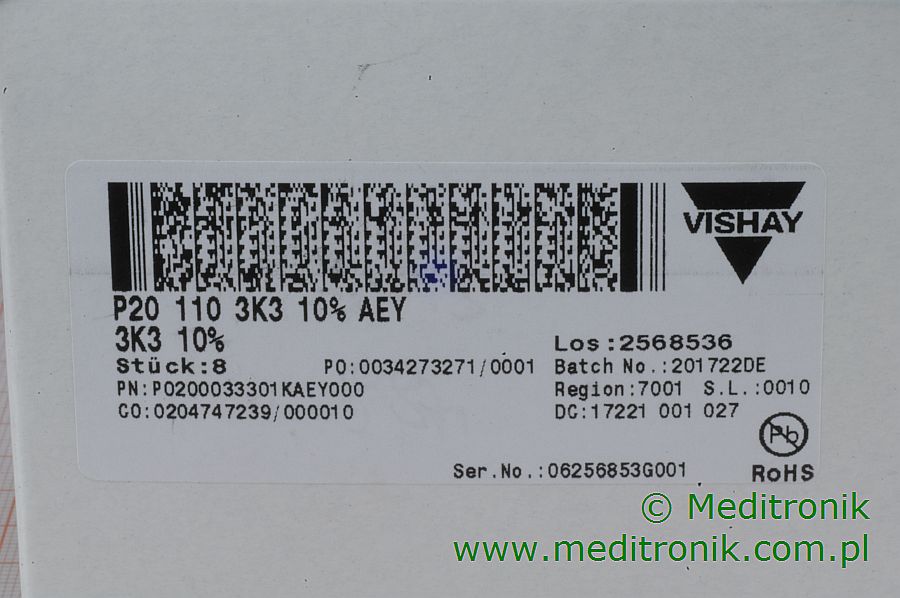 VISHAY
P20 110 3K3 10% AEY
3K3 10%
Stück:8 PO:0034273271/0001
PN:P0200033301KAEY000
CO:0204747239/000010
Los:2568536
Batch No.:201722DE
Region:7001 S.L.:0010
DC:17221 001 027
Pb
RoHS
Ser.No.:06256853G001
© Meditronik
www.meditronik.com.pl